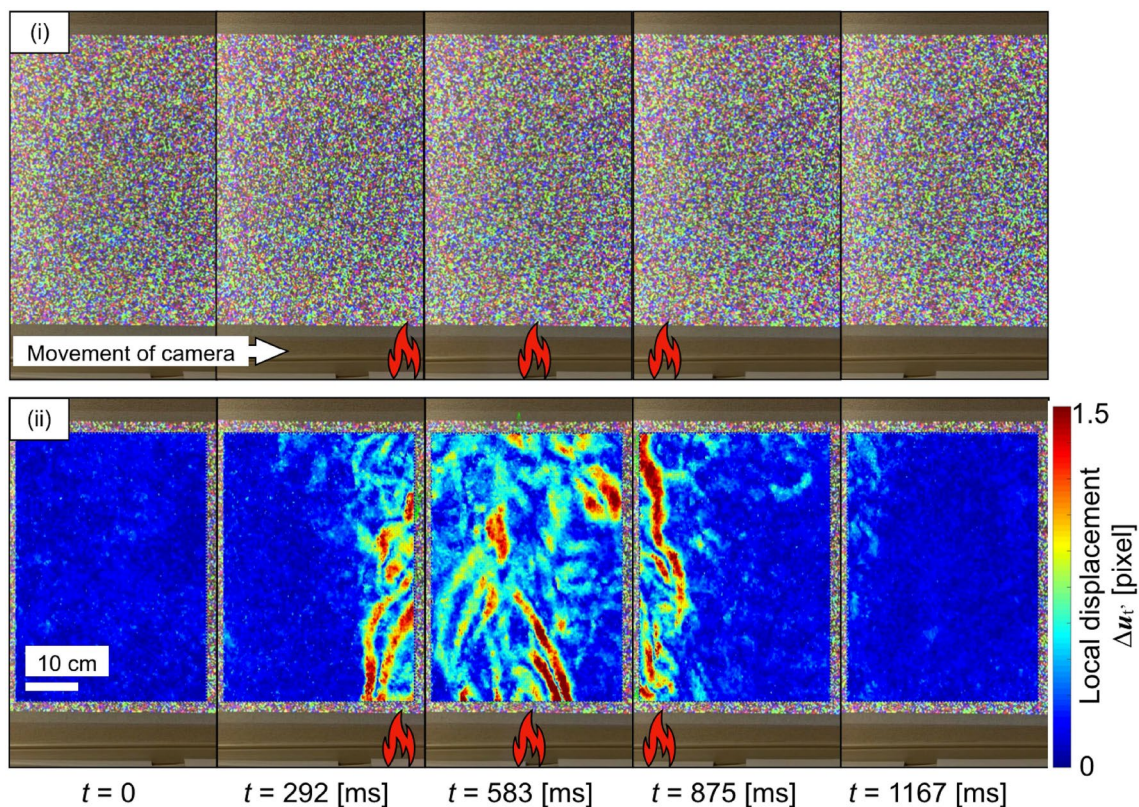 (i)
Movement of camera
(ii)
10 cm
1.5
Local displacement
Δuₜ [pixel]
0
t = 0
t = 292 [ms]
t = 583 [ms]
t = 875 [ms]
t = 1167 [ms]